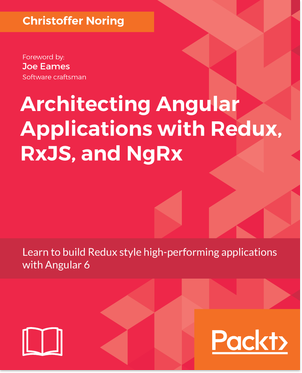 Christoffer Noring
Foreword by:
Joe Eames
Software craftsman
Architecting Angular
Applications with Redux,
RxJS, and NgRx
Learn to build Redux style high-performing applications
with Angular 6
Packt>